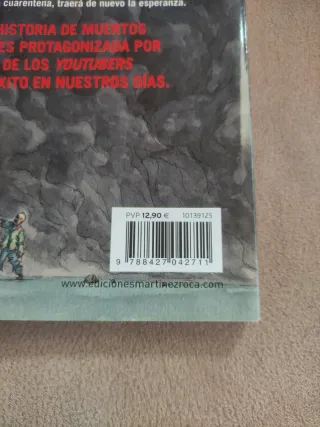 cuarentena, traerá de nuevo la esperanza.
HISTORIA DE MUERTOS
ES PROTAGONIZADA POR
DE LOS YOUTUBERS
XITO EN NUESTROS DÍAS.
PVP 12,90 € 10139125
9 788427 042711
www.edicionesmartinezroca.com